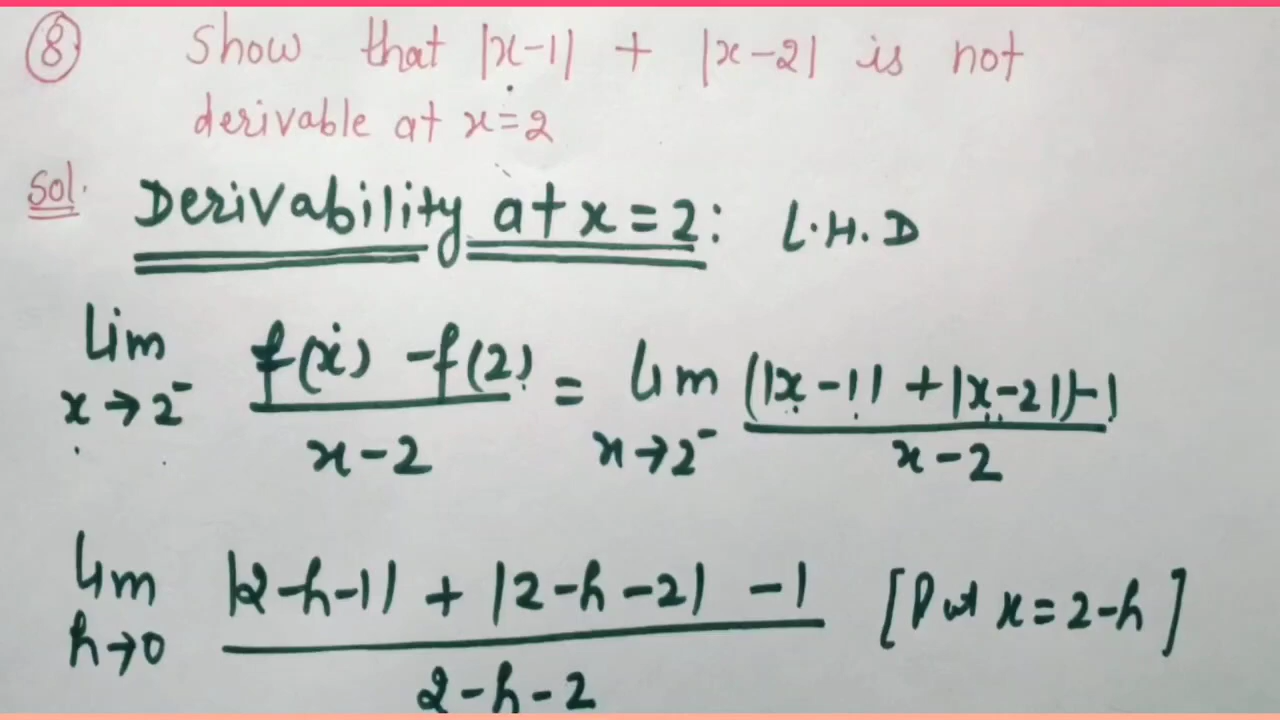 ⑧ Show that |x-1| + |x-2| is not
derivable at x=2
Sol. Derivability at x=2: L.H.D
Lim x→2⁻ f(x) - f(2) / x-2 = Lim x→2⁻ (|x-1| + |x-2|) - 1 / x-2
Lim h→0 |2-h-1| + |2-h-2| - 1 / 2-h-2 [Put x=2-h]